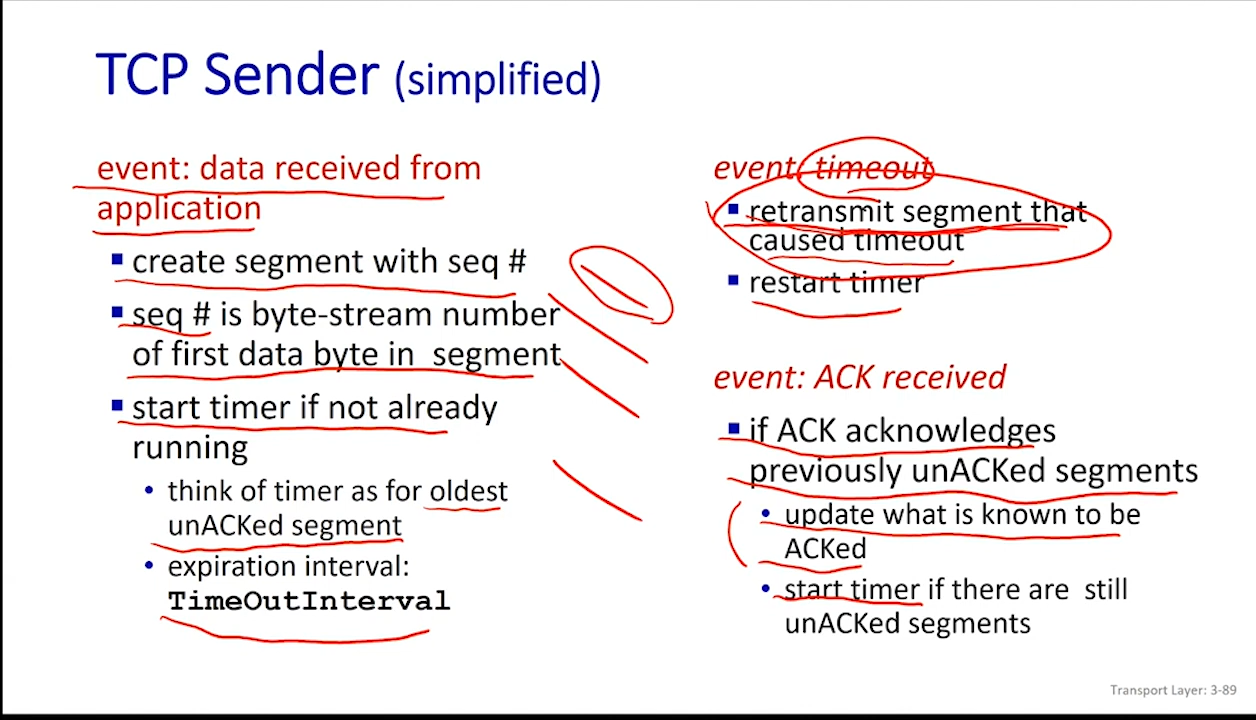 TCP Sender (simplified)
event: data received from
application
▪ create segment with seq #
▪ seq # is byte-stream number
of first data byte in segment
▪ start timer if not already
running
• think of timer as for oldest
unACKed segment
• expiration interval:
TimeOutInterval
event: timeout
▪ retransmit segment that
caused timeout
▪ restart timer
event: ACK received
▪ if ACK acknowledges
previously unACKed segments
• update what is known to be
ACKed
• start timer if there are still
unACKed segments
Transport Layer: 3-89